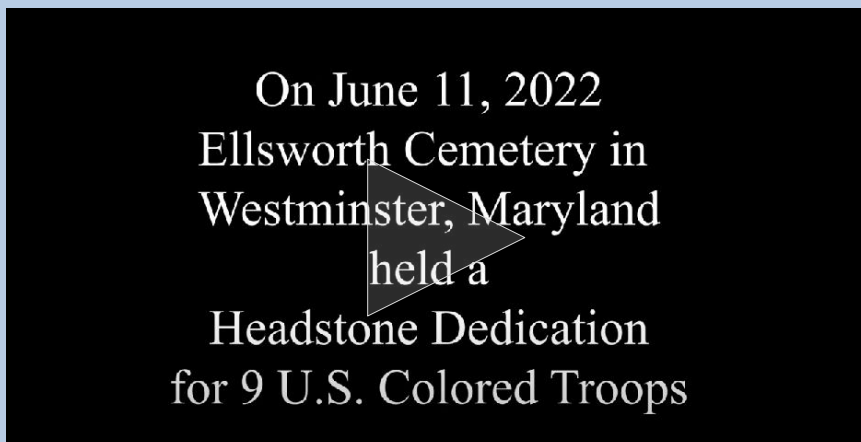 On June 11, 2022
Ellsworth Cemetery in
Westminster, Maryland
held a
Headstone Dedication
for 9 U.S. Colored Troops